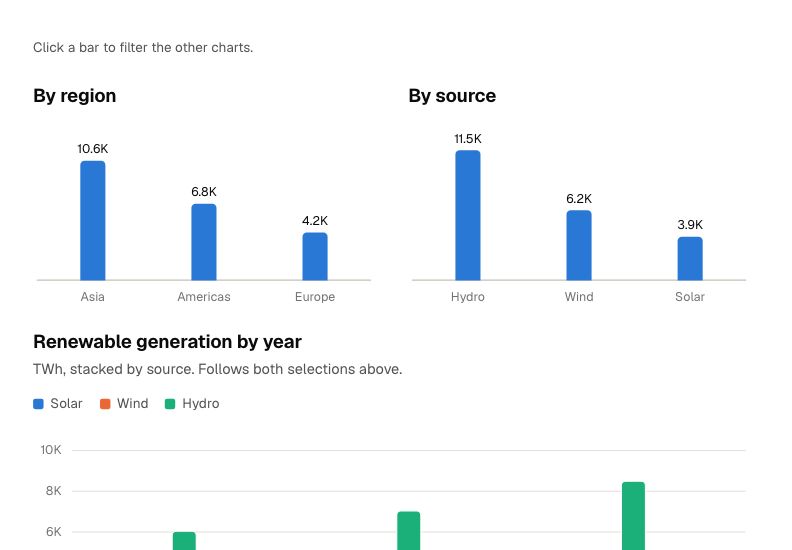 Click a bar to filter the other charts.
By region
10.6K
6.8K
4.2K
Asia Americas Europe
By source
11.5K
6.2K
3.9K
Hydro Wind Solar
Renewable generation by year
TWh, stacked by source. Follows both selections above.
Solar Wind Hydro
10K
8K
6K